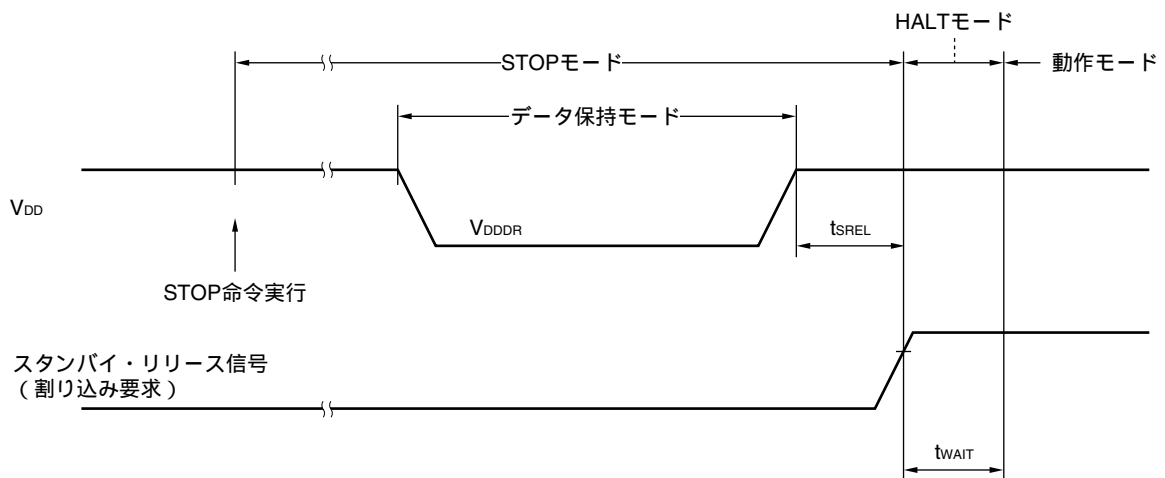 HALTモード
STOPモード
動作モード
データ保持モード
VDD
VDDDR
tSREL
STOP命令実行
スタンバイ・リリース信号
（割り込み要求）
tWAIT